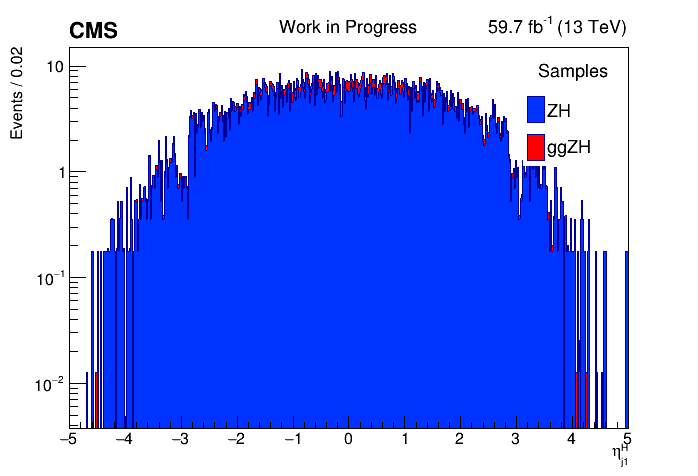 CMS Work in Progress 59.7 fb⁻¹ (13 TeV)
Events / 0.02
Samples
ZH
ggZH
10
1
10⁻¹
10⁻²
−5 −4 −3 −2 −1 0 1 2 3 4 5
η^H_j1